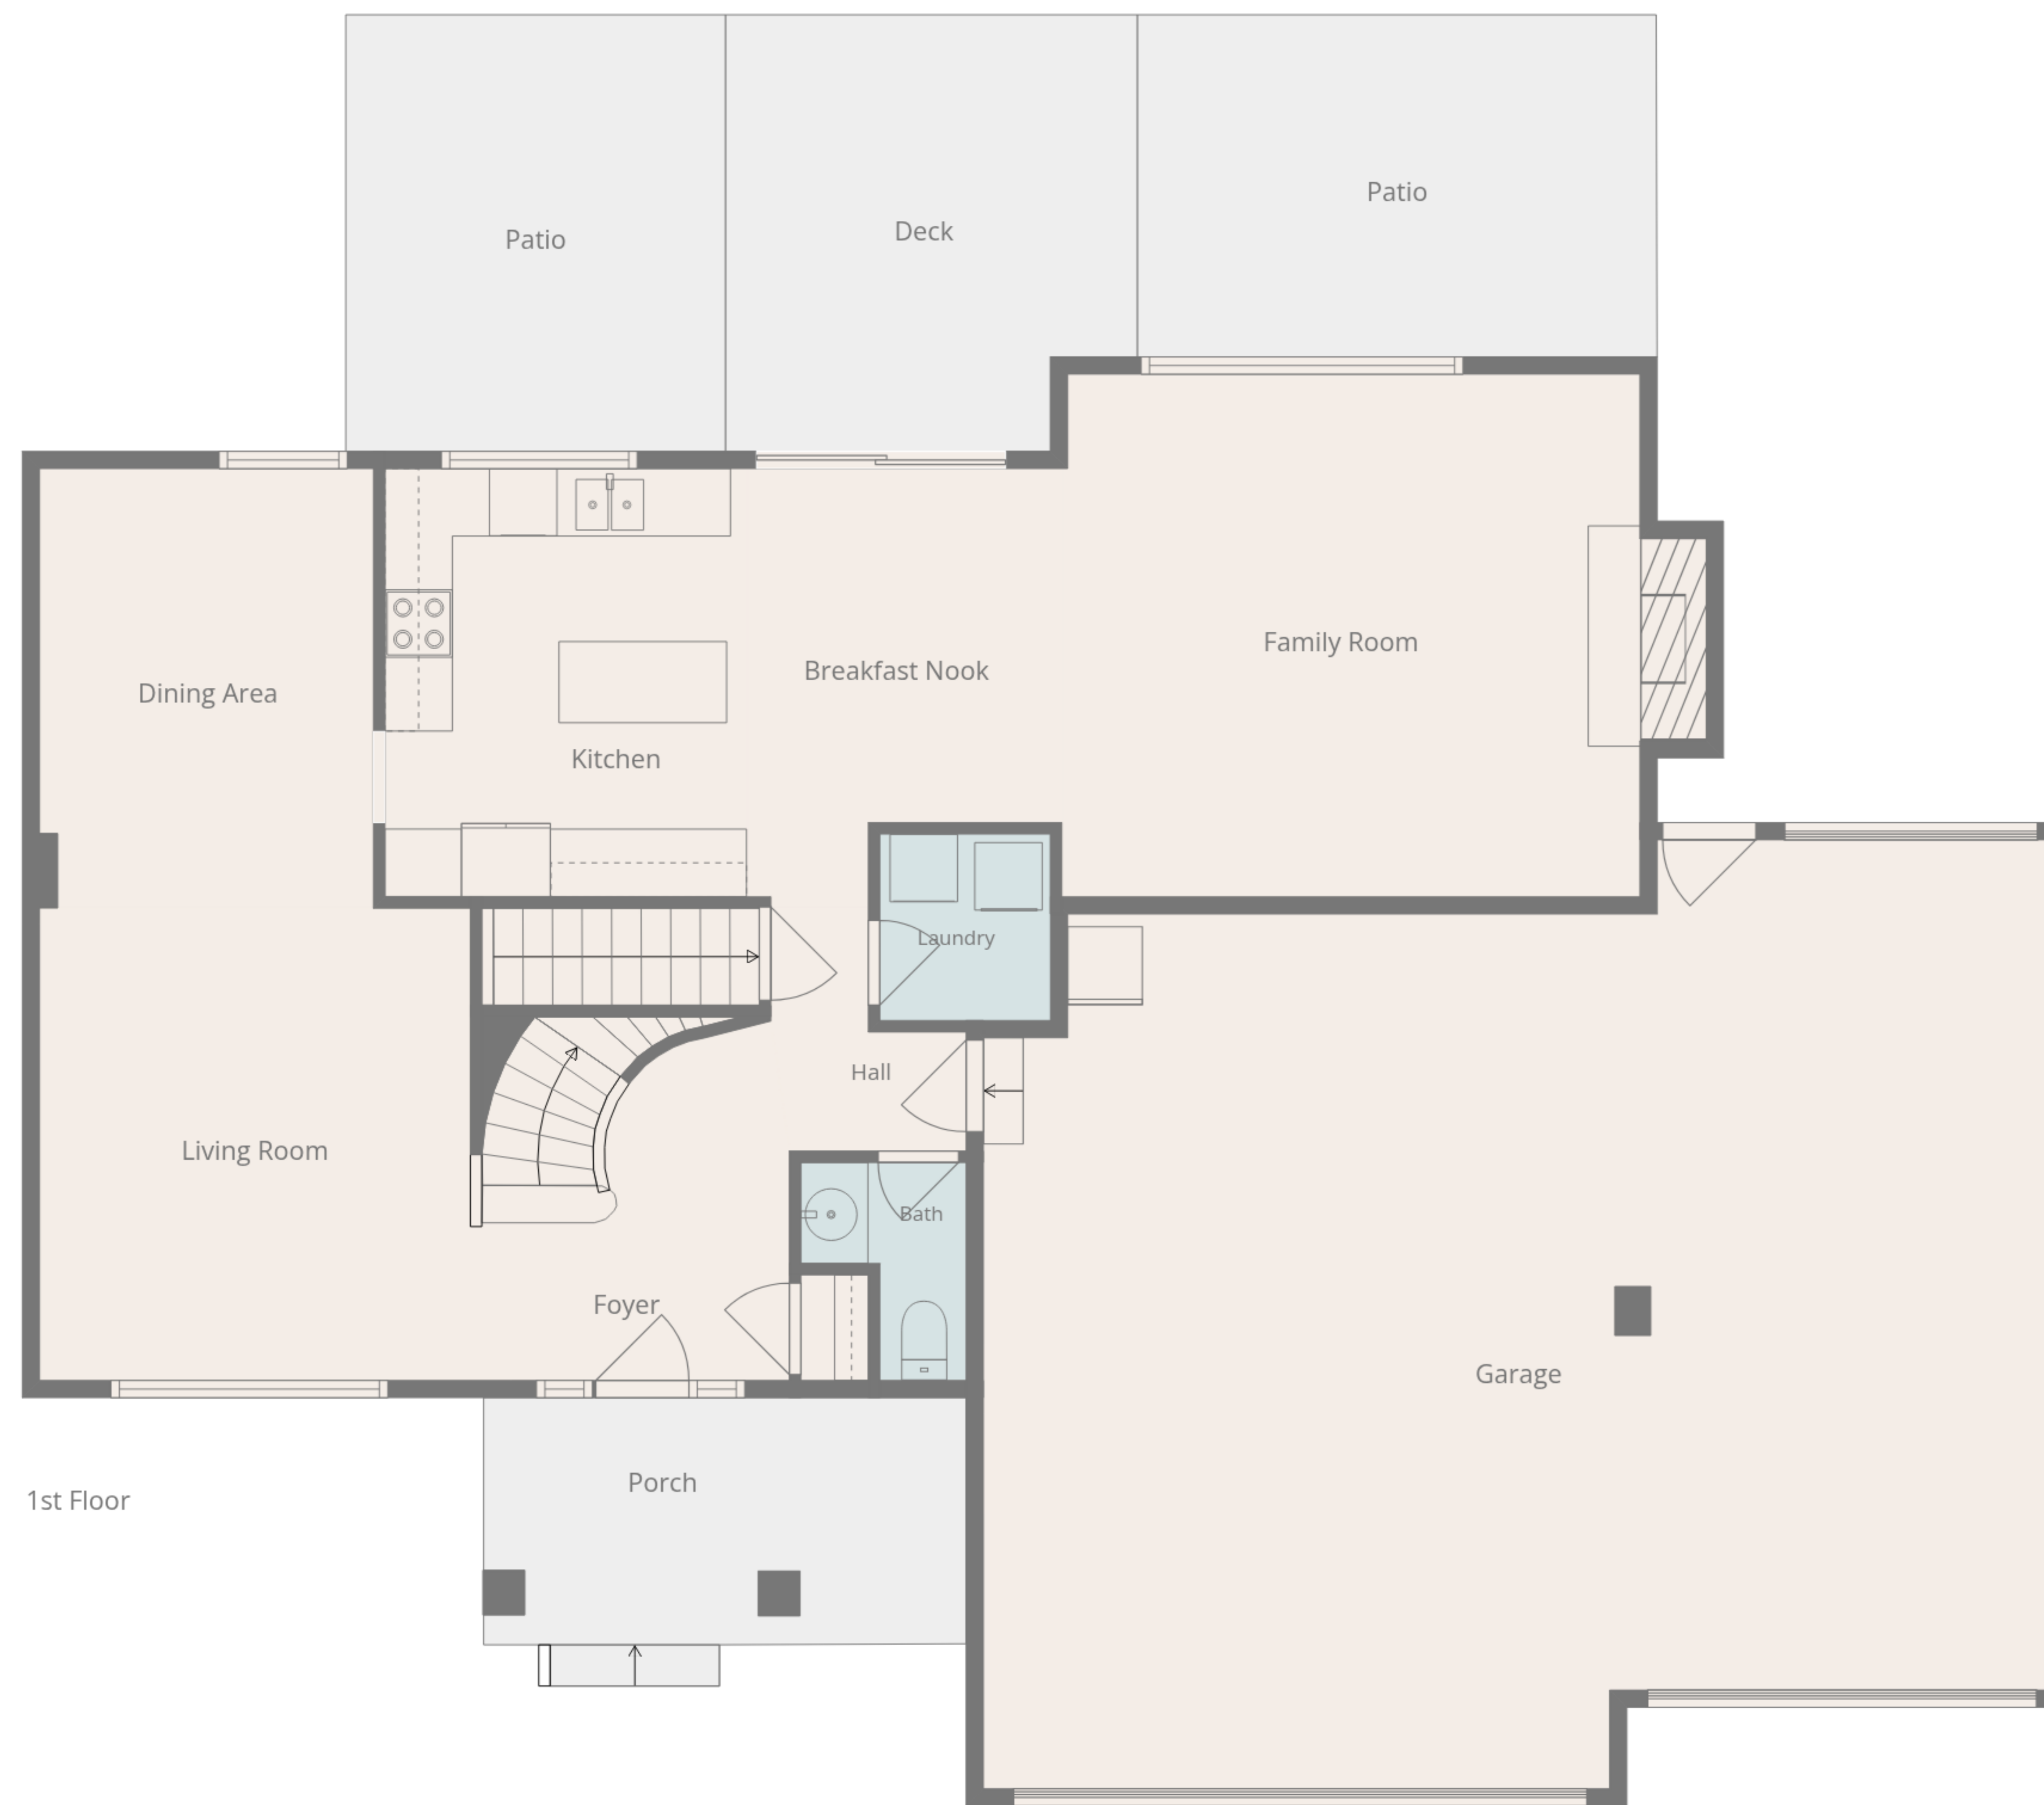 Patio
Deck
Patio
Dining Area
Kitchen
Breakfast Nook
Family Room
Laundry
Hall
Living Room
Bath
Foyer
Garage
Porch
1st Floor